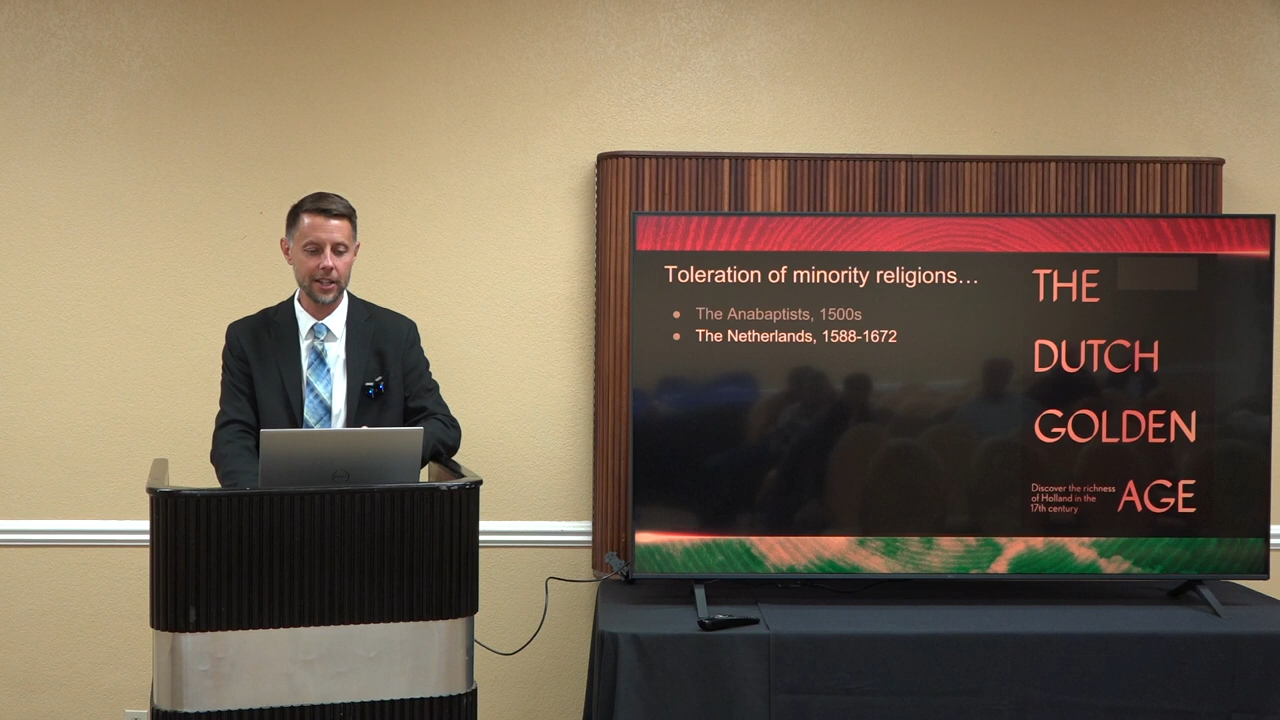 Toleration of minority religions…
● The Anabaptists, 1500s
● The Netherlands, 1588-1672
THE
DUTCH
GOLDEN
AGE
Discover the richness
of Holland in the
17th century